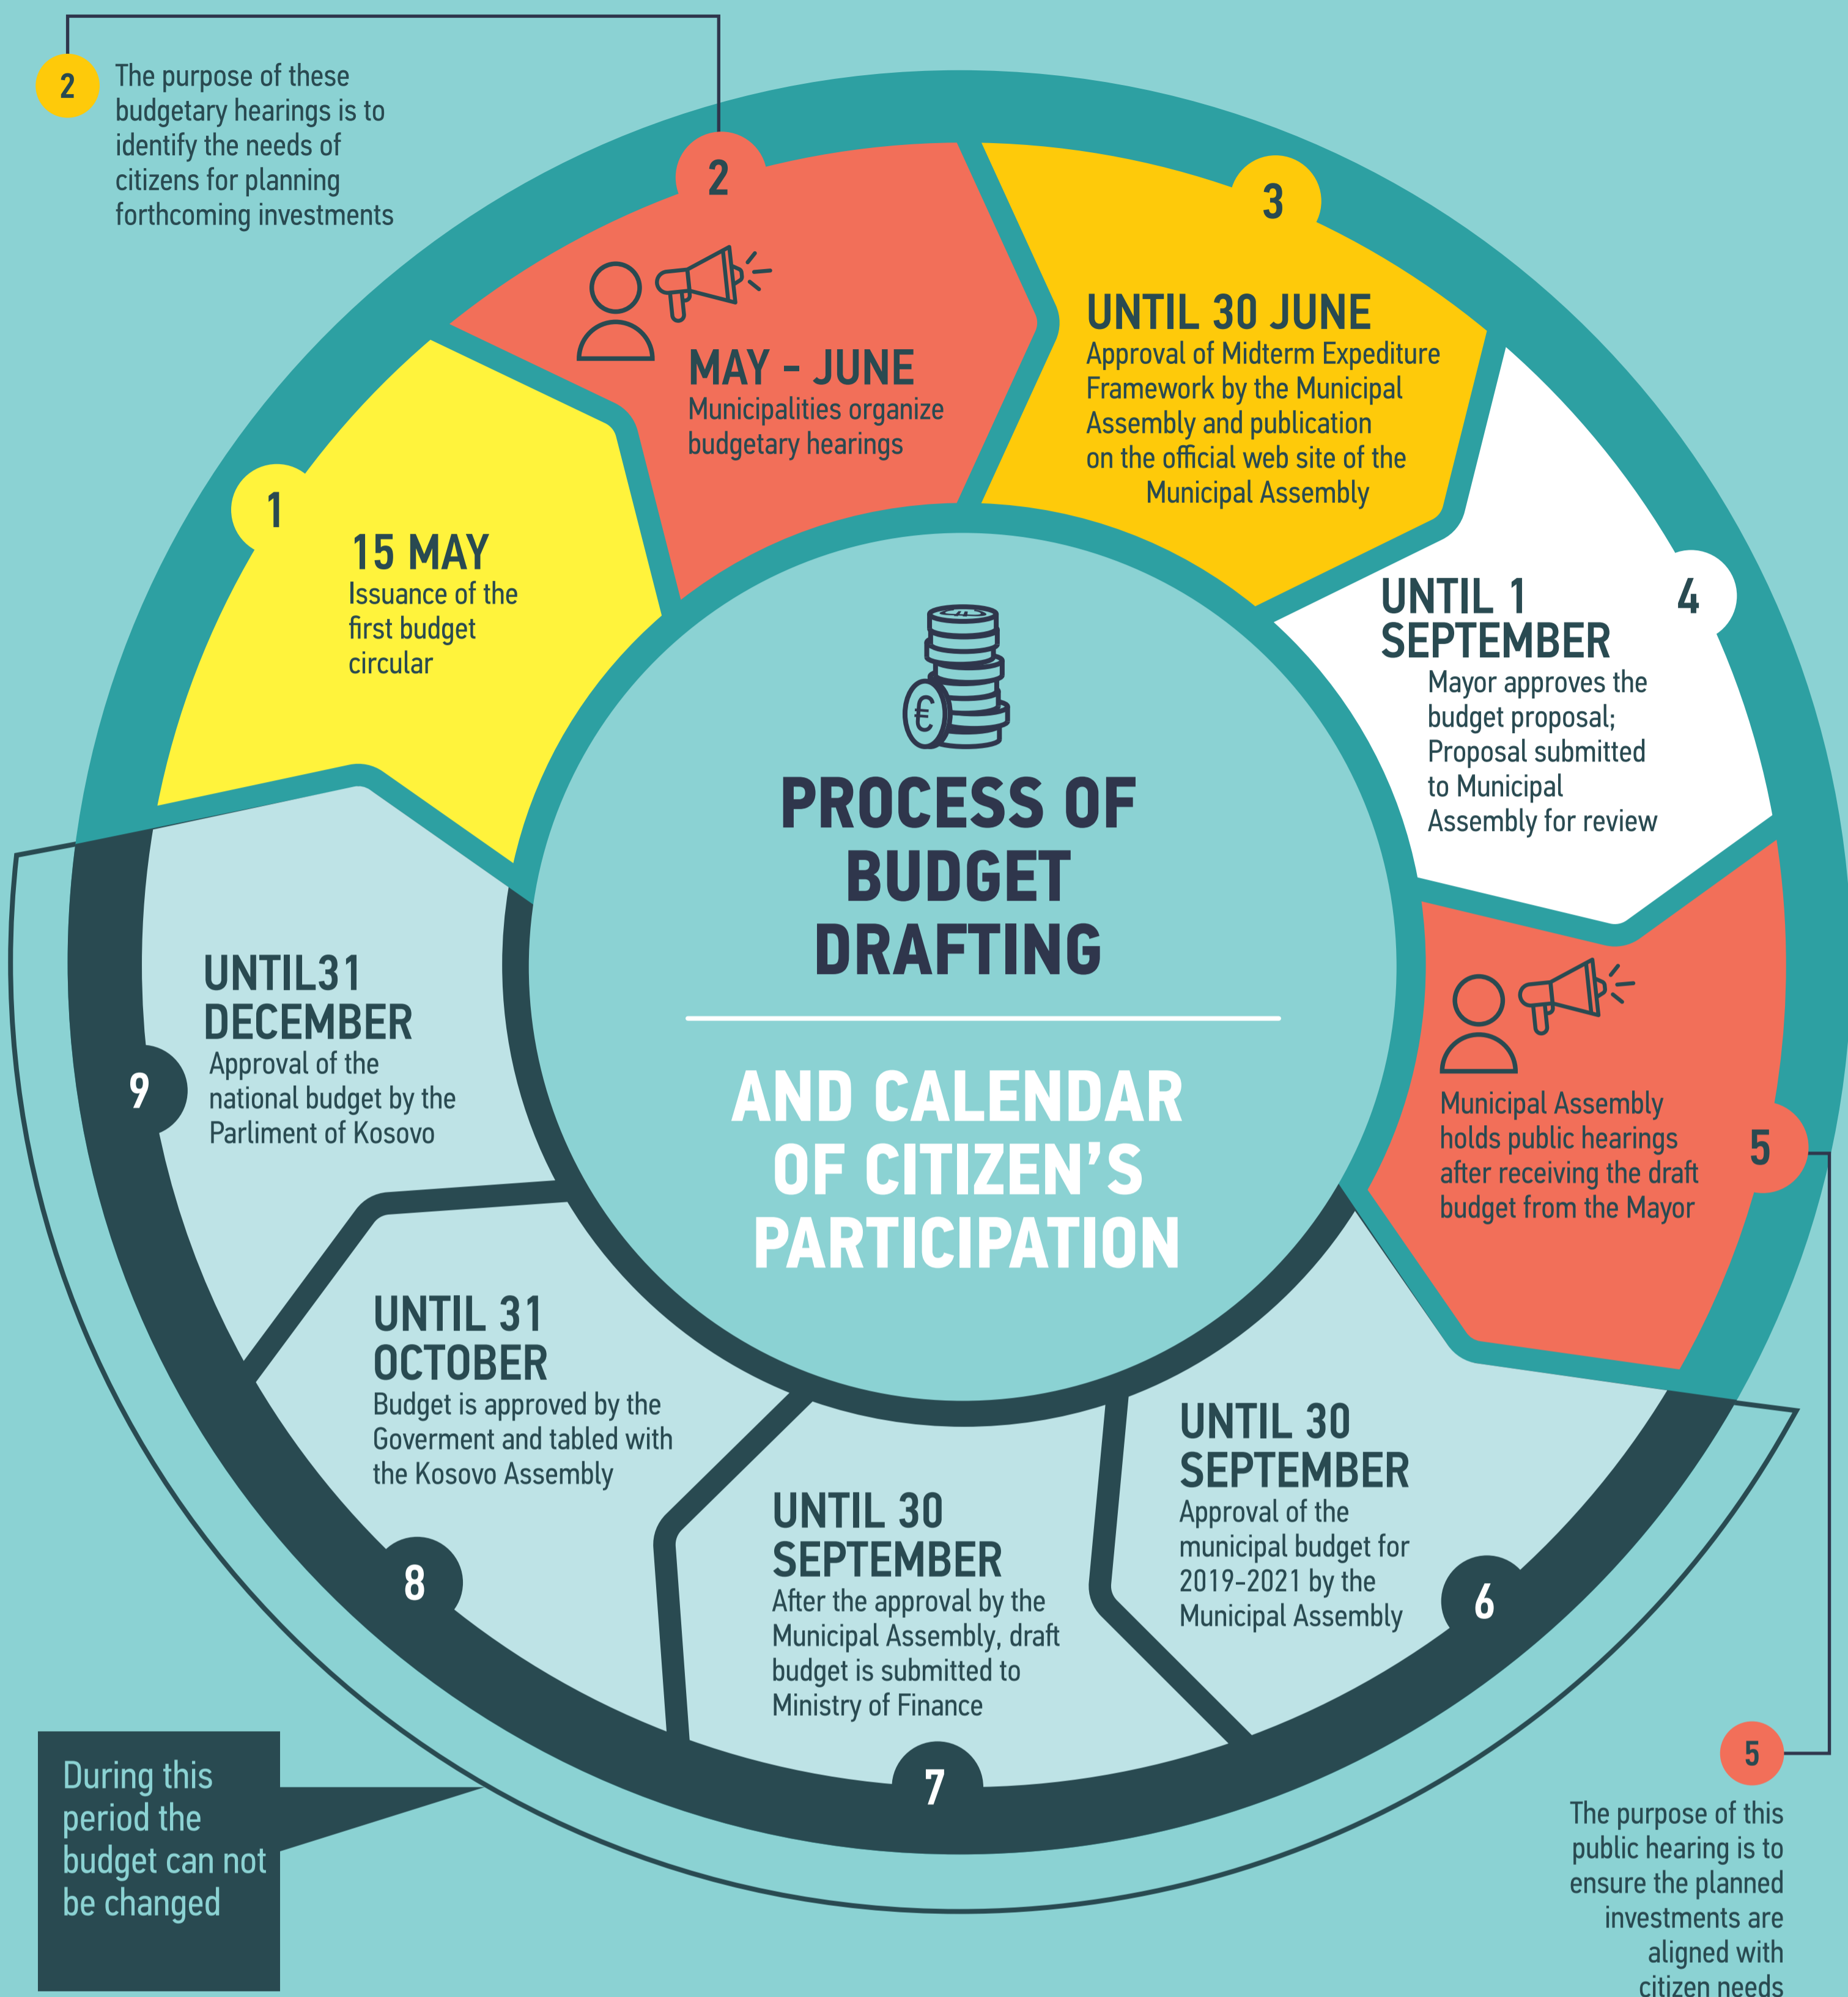 2
The purpose of these
budgetary hearings is to
identify the needs of
citizens for planning
forthcoming investments
PROCESS OF
BUDGET
DRAFTING
AND CALENDAR
OF CITIZEN'S
PARTICIPATION
€
1
15 MAY
Issuance of the
first budget
circular
2
MAY - JUNE
Municipalities organize
budgetary hearings
3
UNTIL 30 JUNE
Approval of Midterm Expediture
Framework by the Municipal
Assembly and publication
on the official web site of the
Municipal Assembly
4
UNTIL 1
SEPTEMBER
Mayor approves the
budget proposal;
Proposal submitted
to Municipal
Assembly for review
5
Municipal Assembly
holds public hearings
after receiving the draft
budget from the Mayor
6
UNTIL 30
SEPTEMBER
Approval of the
municipal budget for
2019-2021 by the
Municipal Assembly
7
UNTIL 30
SEPTEMBER
After the approval by the
Municipal Assembly, draft
budget is submitted to
Ministry of Finance
8
UNTIL 31
OCTOBER
Budget is approved by the
Goverment and tabled with
the Kosovo Assembly
9
UNTIL31
DECEMBER
Approval of the
national budget by the
Parliment of Kosovo
During this
period the
budget can not
be changed
5
The purpose of this
public hearing is to
ensure the planned
investments are
aligned with
citizen needs